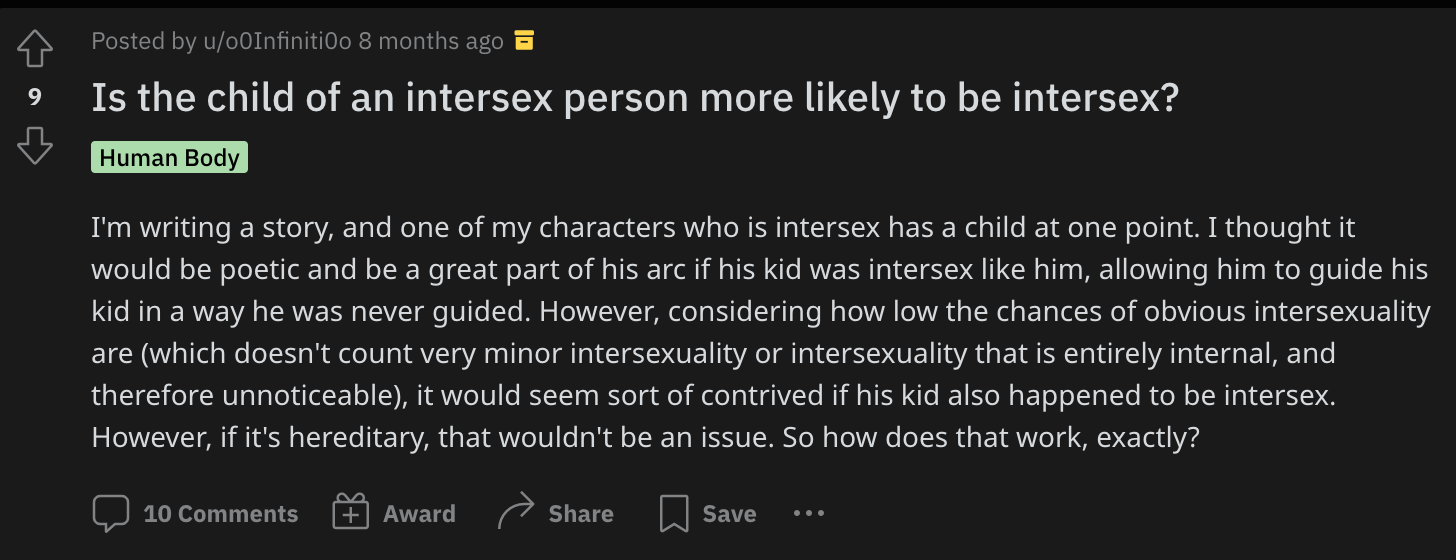 Posted by u/o0Infiniti0o 8 months ago
9
Is the child of an intersex person more likely to be intersex?
Human Body
I'm writing a story, and one of my characters who is intersex has a child at one point. I thought it
would be poetic and be a great part of his arc if his kid was intersex like him, allowing him to guide his
kid in a way he was never guided. However, considering how low the chances of obvious intersexuality
are (which doesn't count very minor intersexuality or intersexuality that is entirely internal, and
therefore unnoticeable), it would seem sort of contrived if his kid also happened to be intersex.
However, if it's hereditary, that wouldn't be an issue. So how does that work, exactly?
10 Comments Award Share Save